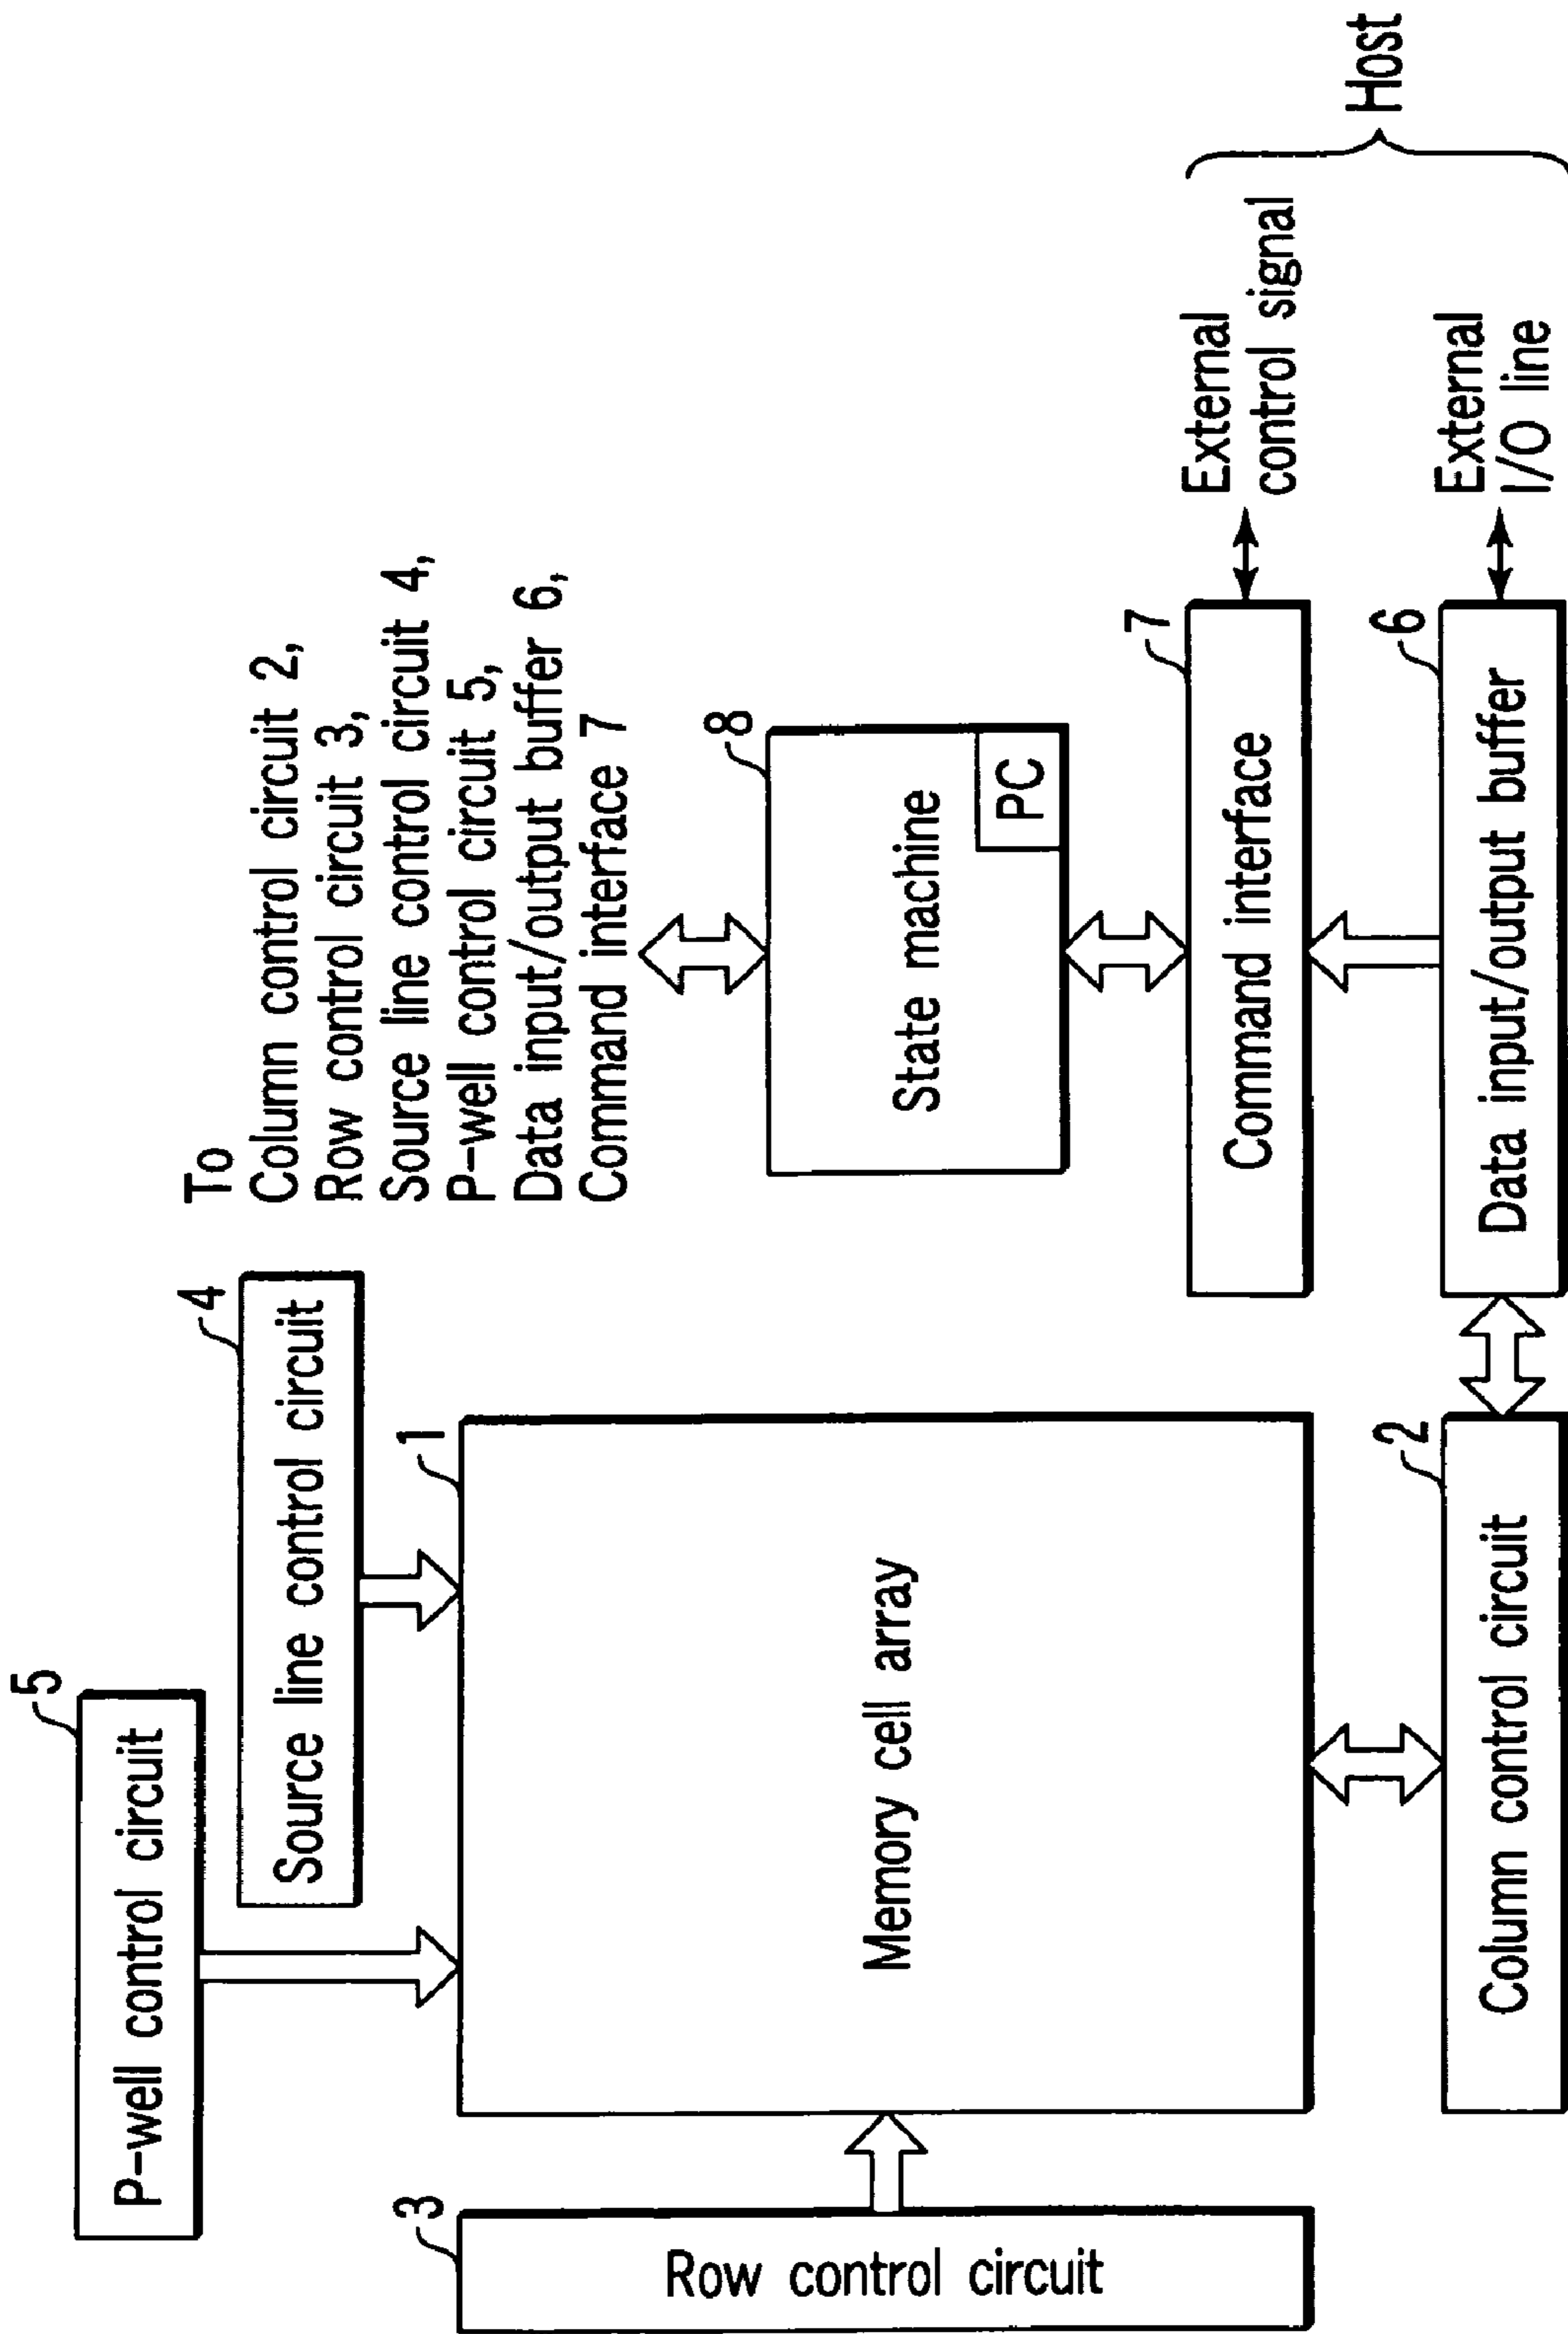 5
P-well control circuit
4
Source line control circuit
To
Column control circuit 2,
Row control circuit 3,
Source line control circuit 4,
P-well control circuit 5,
Data input/output buffer 6,
Command interface 7
3
Row control circuit
1
Memory cell array
8
State machine
PC
7
Command interface
External
control signal
Host
2
Column control circuit
6
Data input/output buffer
External
I/O line